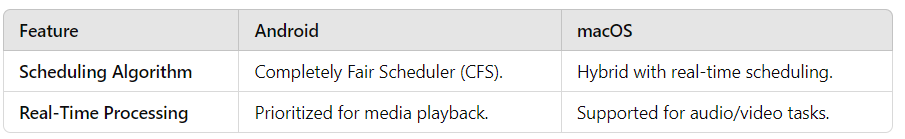 Feature Android macOS
Scheduling Algorithm Completely Fair Scheduler (CFS). Hybrid with real-time scheduling.
Real-Time Processing Prioritized for media playback. Supported for audio/video tasks.